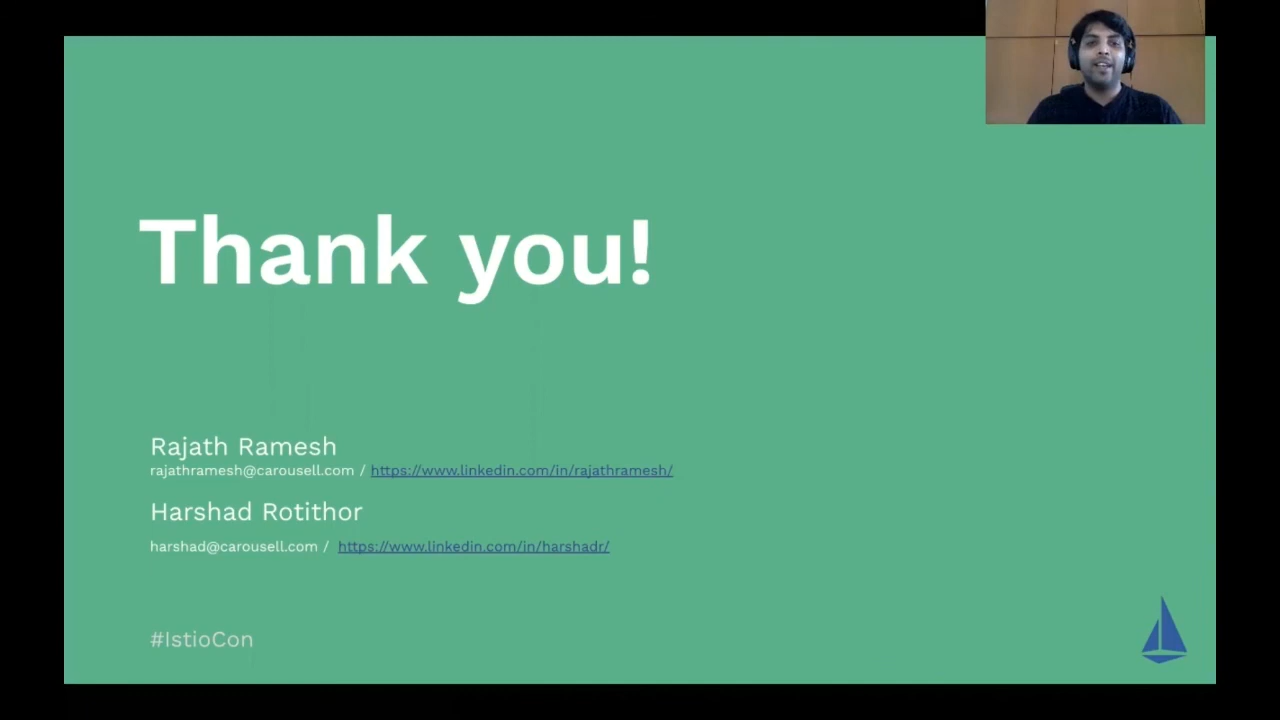 Thank you!
Rajath Ramesh
rajathramesh@carousell.com / https://www.linkedin.com/in/rajathramesh/
Harshad Rotithor
harshad@carousell.com / https://www.linkedin.com/in/harshadr/
#IstioCon